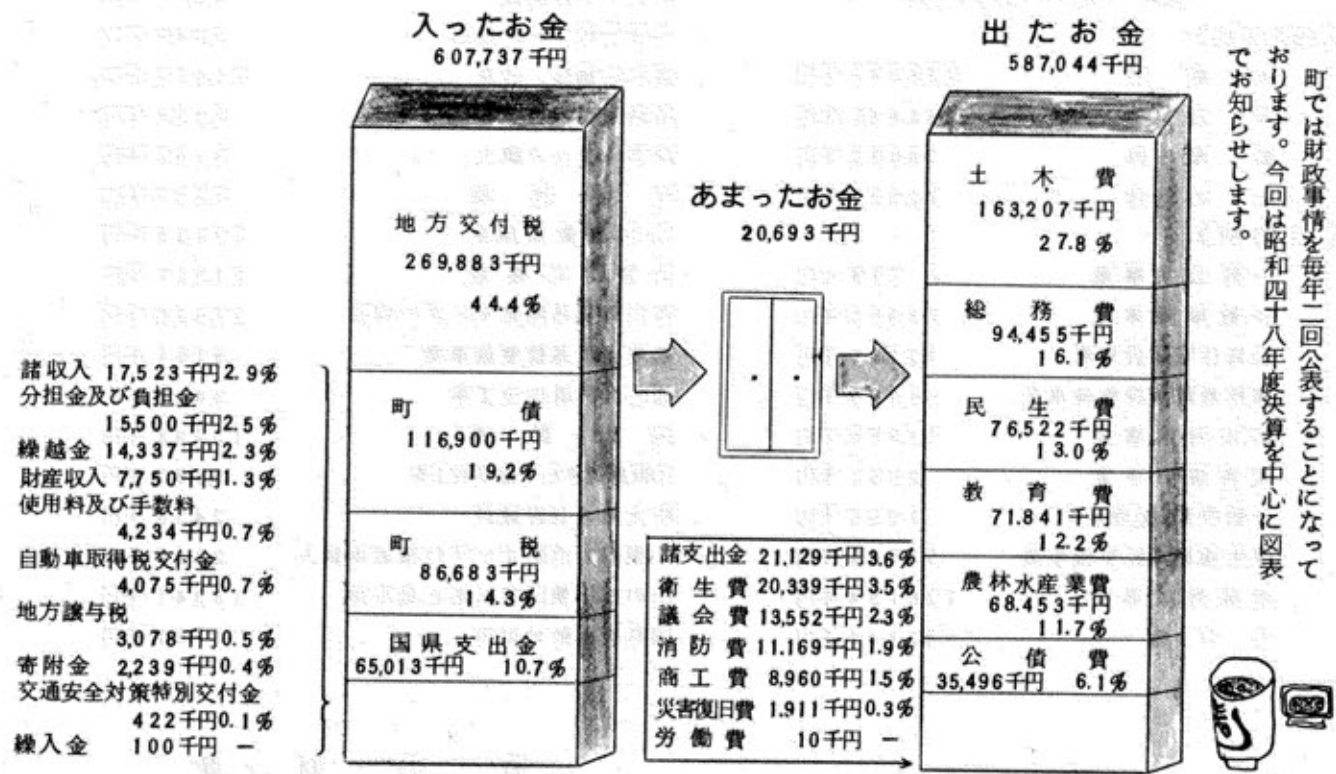 町では財政事情を毎年二回公表することになって
おります。今回は昭和四十八年度決算を中心に図表
でお知らせします。
入ったお金
607,737千円
地方交付税
269,883千円
44.4%
町債
116,900千円
19.2%
町税
86,683千円
14.3%
国県支出金
65,013千円 10.7%
諸収入 17,523千円2.9%
分担金及び負担金
15,500千円2.5%
繰越金 14,337千円2.3%
財産収入 7,750千円1.3%
使用料及び手数料
4,234千円0.7%
自動車取得税交付金
4,075千円0.7%
地方譲与税
3,078千円0.5%
寄附金 2,239千円0.4%
交通安全対策特別交付金
422千円0.1%
繰入金 100千円 −
あまったお金
20,693千円
出たお金
587,044千円
土木費
163,207千円
27.8%
総務費
94,455千円
16.1%
民生費
76,522千円
13.0%
教育費
71.841千円
12.2%
農林水産業費
68.453千円
11.7%
公債費
35,496千円 6.1%
諸支出金 21,129千円3.6%
衛生費 20,339千円3.5%
議会費 13,552千円2.3%
消防費 11.169千円1.9%
商工費 8,960千円1.5%
災害復旧費 1.911千円0.3%
労働費 10千円 −